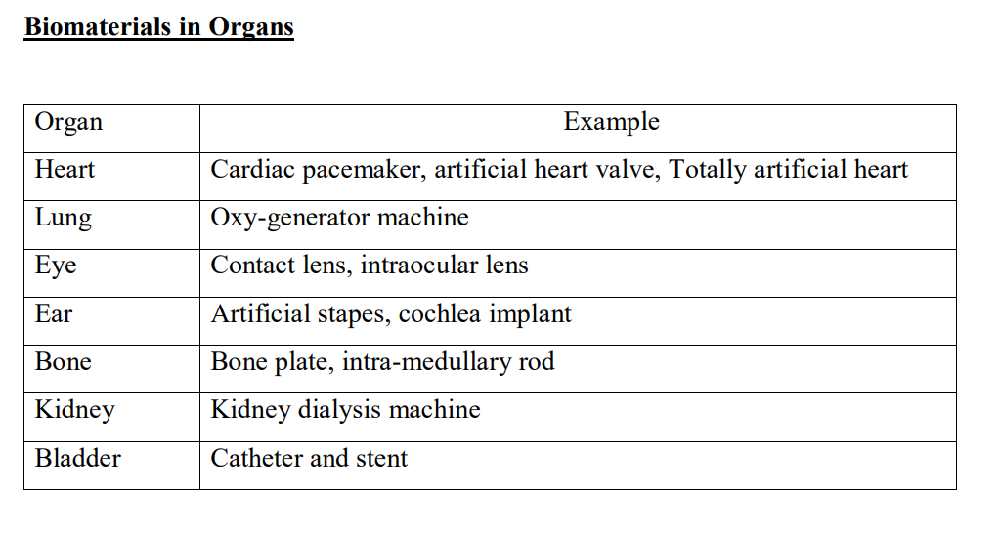 Biomaterials in Organs
Organ Example
Heart Cardiac pacemaker, artificial heart valve, Totally artificial heart
Lung Oxy-generator machine
Eye Contact lens, intraocular lens
Ear Artificial stapes, cochlea implant
Bone Bone plate, intra-medullary rod
Kidney Kidney dialysis machine
Bladder Catheter and stent